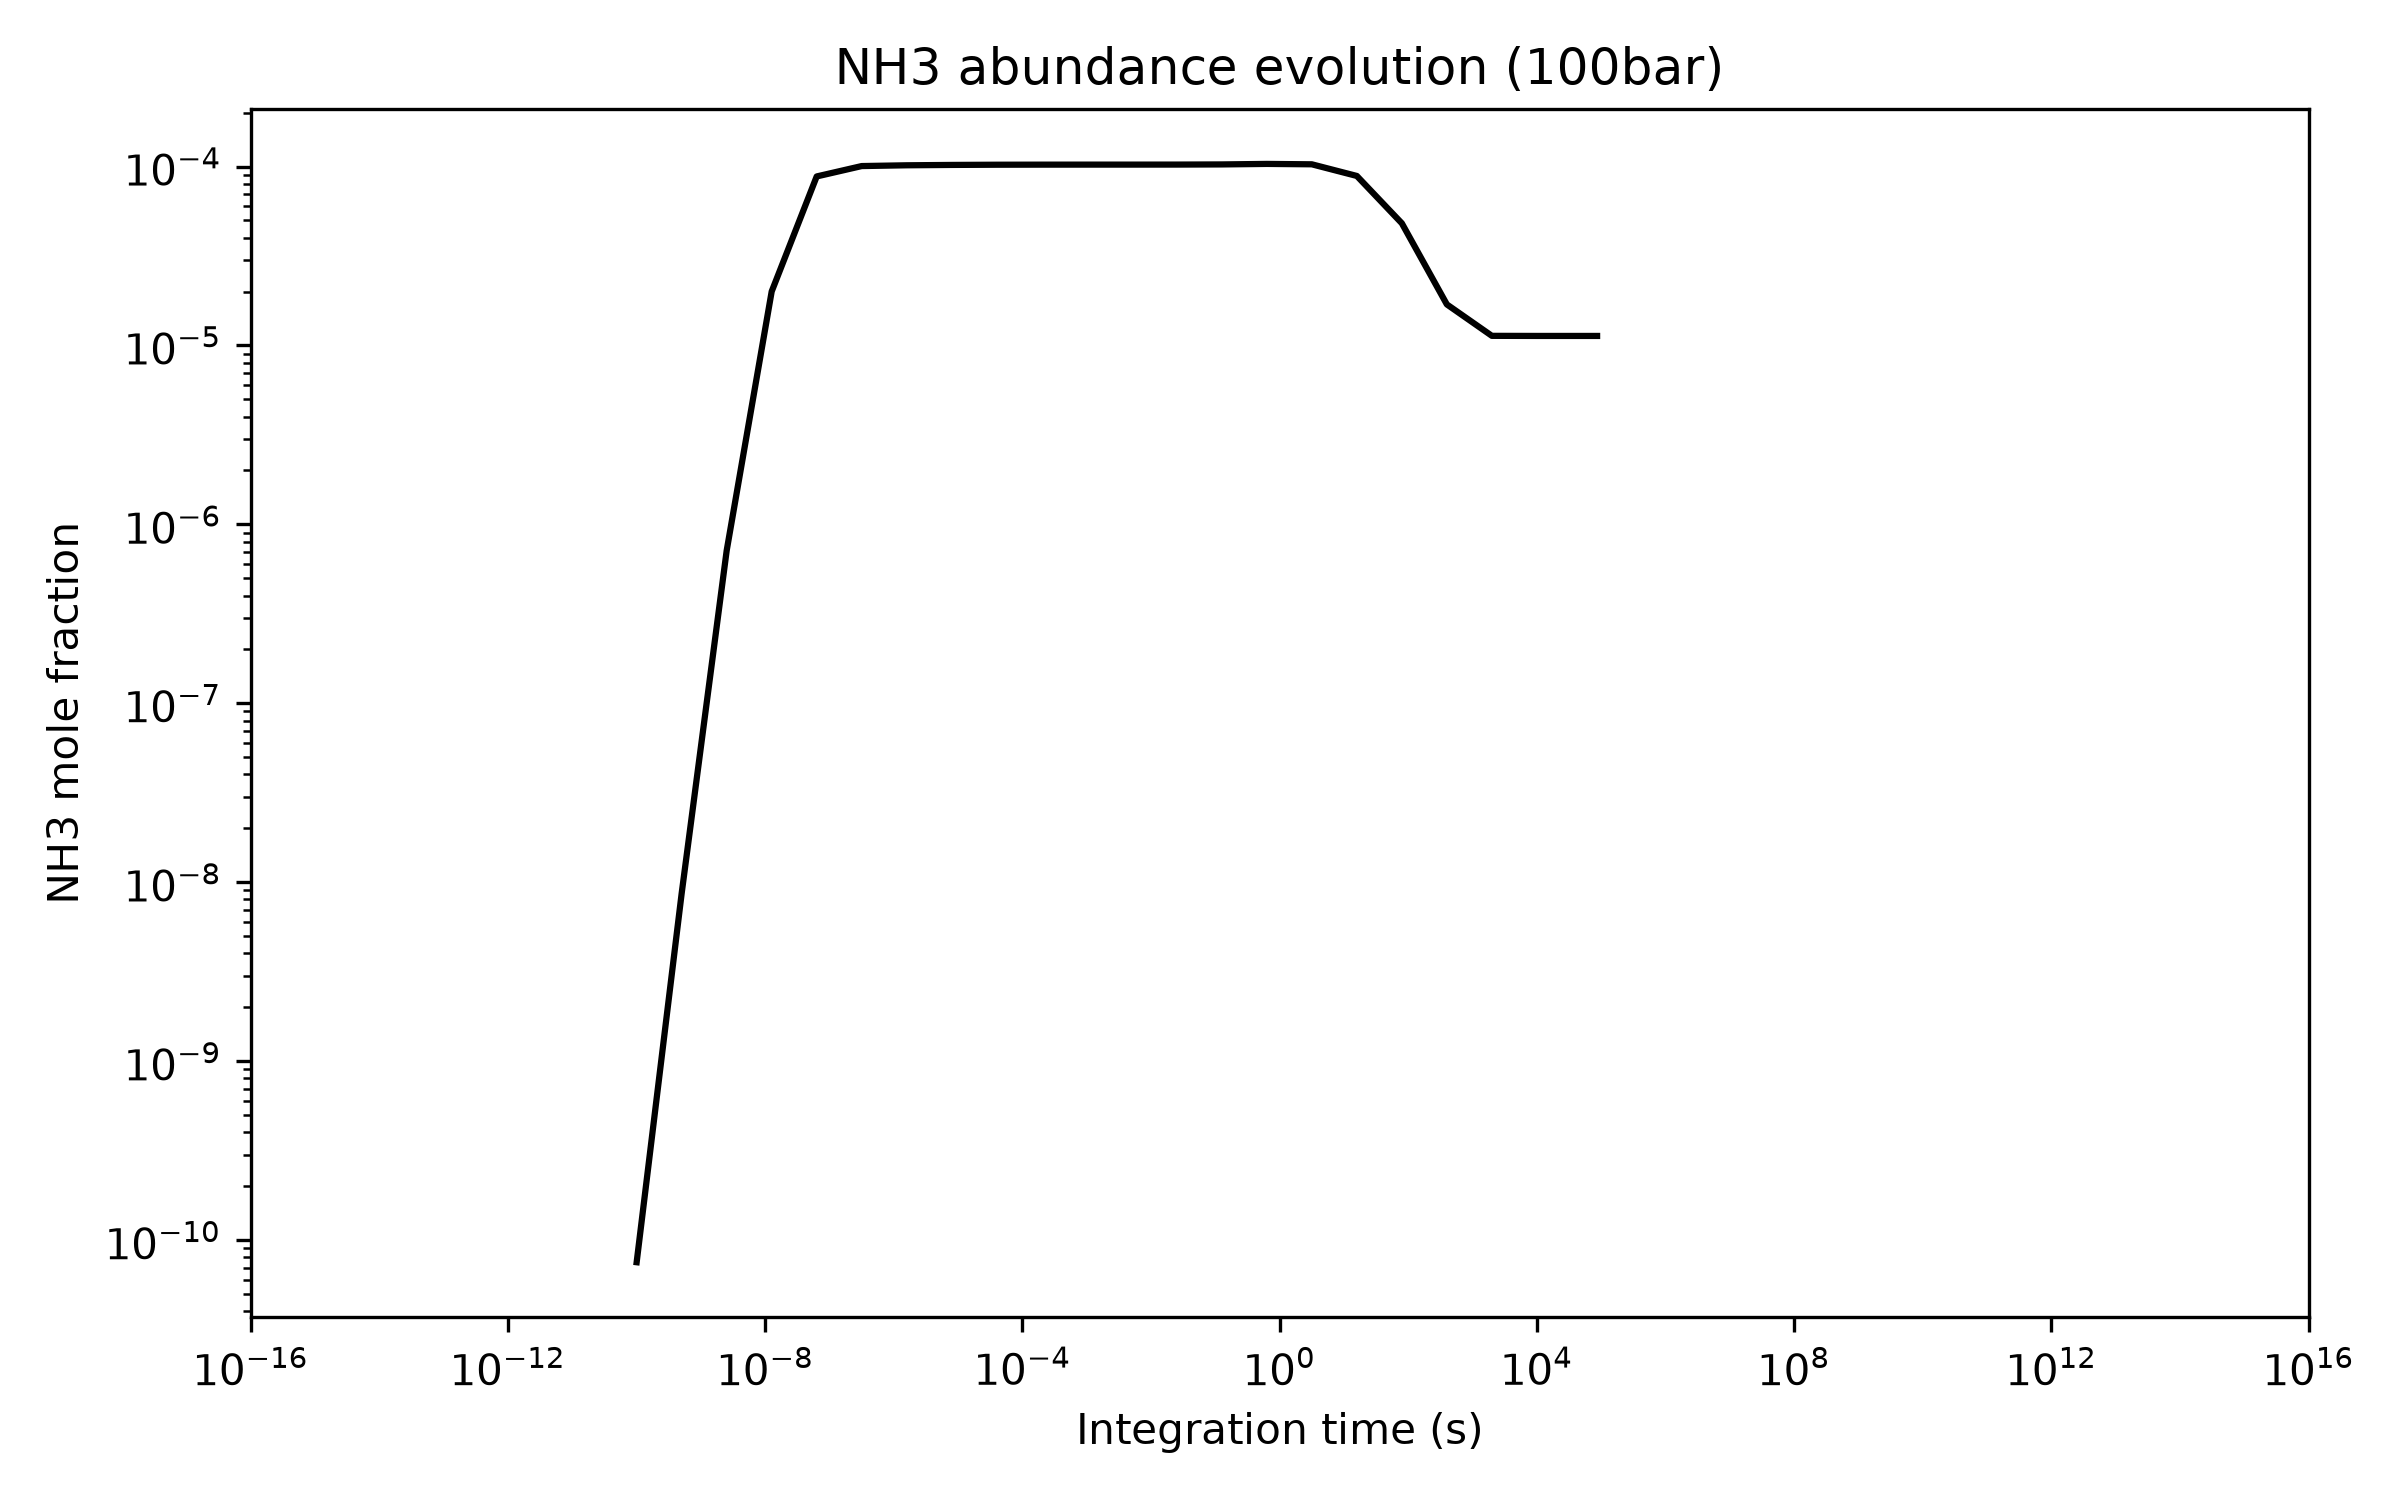 NH3 abundance evolution (100bar)
NH3 mole fraction
10⁻⁴
10⁻⁵
10⁻⁶
10⁻⁷
10⁻⁸
10⁻⁹
10⁻¹⁰
10⁻¹⁶ 10⁻¹² 10⁻⁸ 10⁻⁴ 10⁰ 10⁴ 10⁸ 10¹² 10¹⁶
Integration time (s)